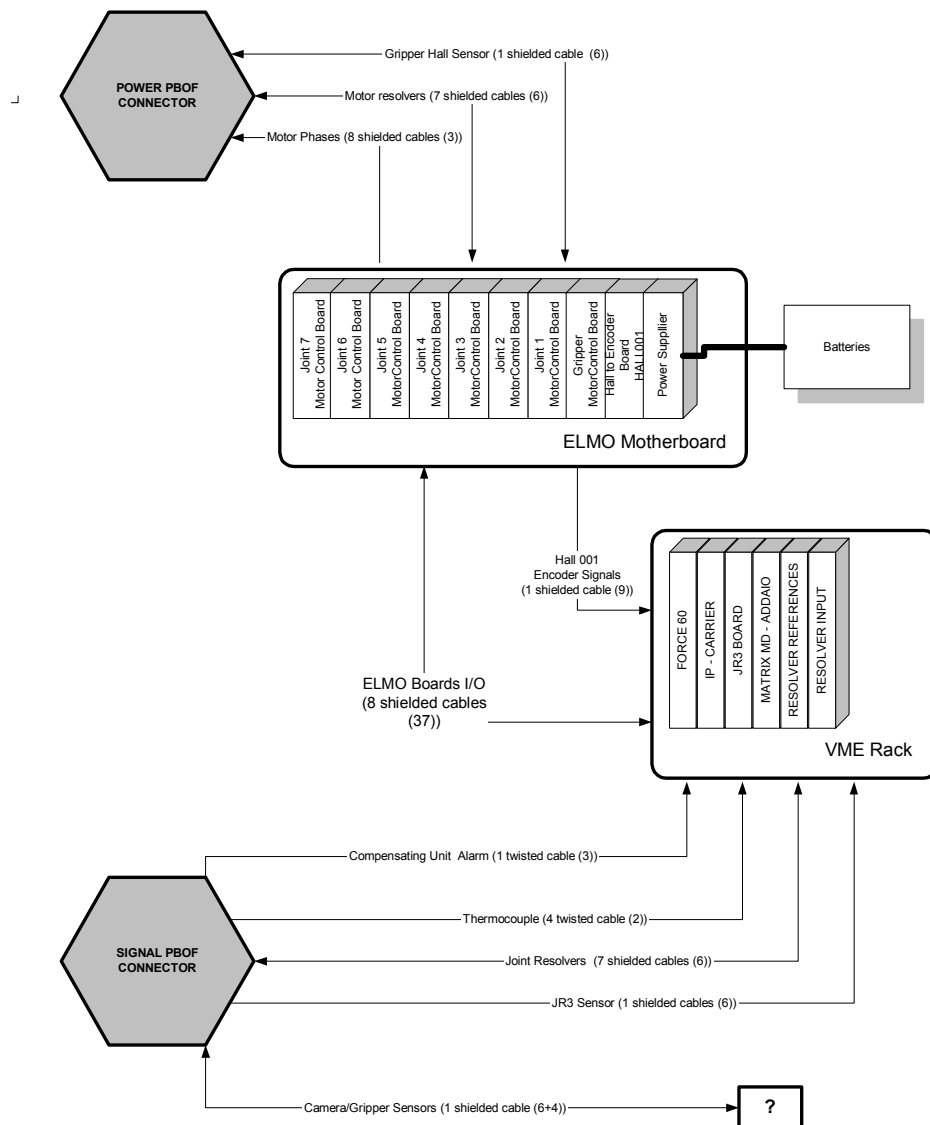 Gripper Hall Sensor (1 shielded cable (6))
POWER PBOF
CONNECTOR
Motor resolvers (7 shielded cables (6))
Motor Phases (8 shielded cables (3))
Joint 7
Motor Control Board
Joint 6
Motor Control Board
Joint 5
MotorControl Board
Joint 4
MotorControl Board
Joint 3
MotorControl Board
Joint 2
MotorControl Board
Joint 1
MotorControl Board
Gripper
MotorControl Board
Hall to Encoder
Board
HALL001
Power Supplier
Batteries
ELMO Motherboard
Hall 001
Encoder Signals
(1 shielded cable (9))
FORCE 60
IP - CARRIER
JR3 BOARD
MATRIX MD - ADDAIO
RESOLVER REFERENCES
RESOLVER INPUT
VME Rack
ELMO Boards I/O
(8 shielded cables
(37))
Compensating Unit Alarm (1 twisted cable (3))
Thermocouple (4 twisted cable (2))
SIGNAL PBOF
CONNECTOR
Joint Resolvers (7 shielded cables (6))
JR3 Sensor (1 shielded cables (6))
Camera/Gripper Sensors (1 shielded cable (6+4))
?